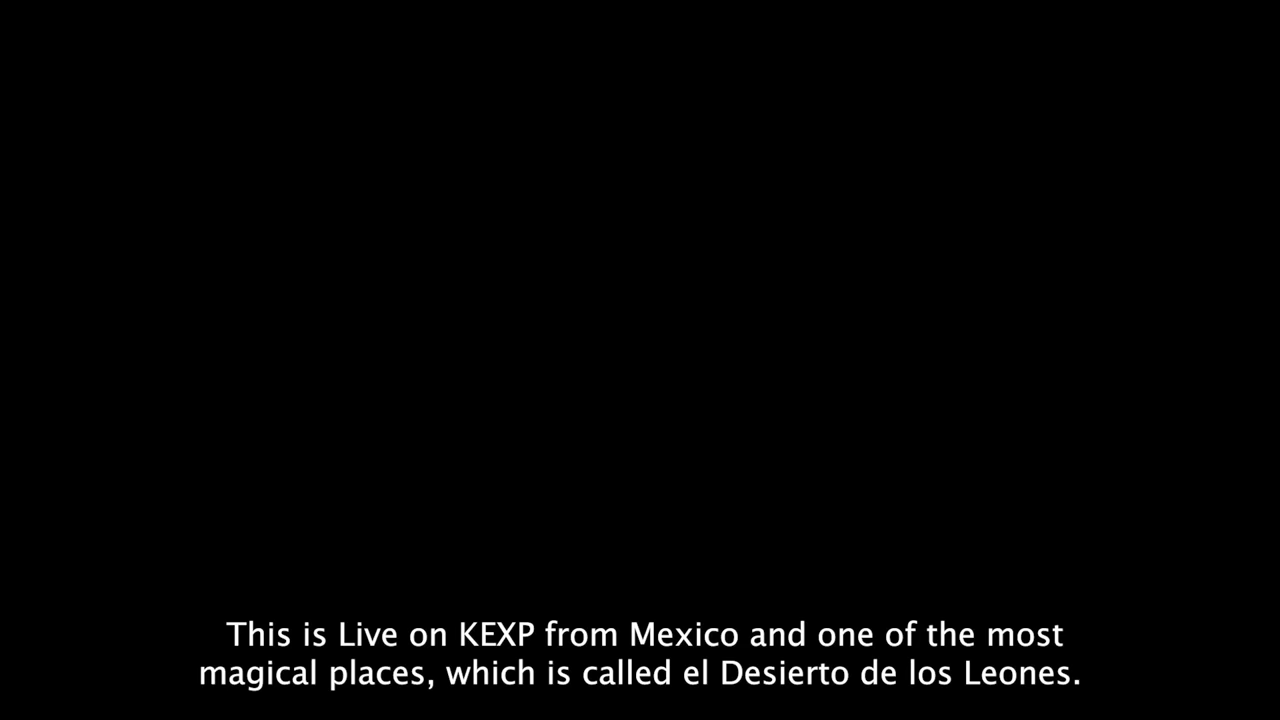 This is Live on KEXP from Mexico and one of the most
magical places, which is called el Desierto de los Leones.